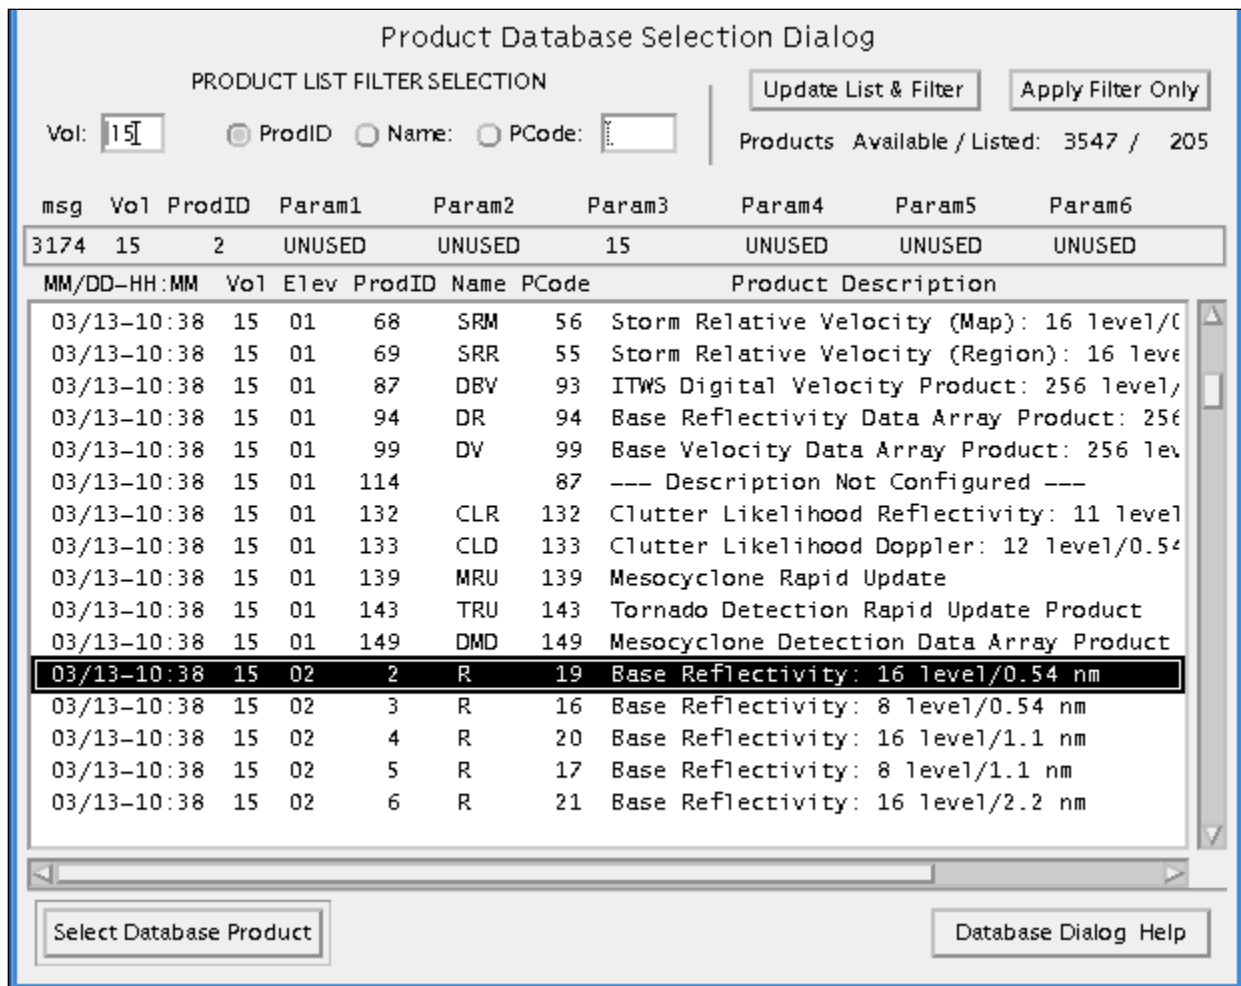 Product Database Selection Dialog
PRODUCT LIST FILTER SELECTION
Update List & Filter
Apply Filter Only
Vol: 15 ProdID Name: PCode:
Products Available / Listed: 3547 / 205
msg Vol ProdID Param1 Param2 Param3 Param4 Param5 Param6
3174 15 2 UNUSED UNUSED 15 UNUSED UNUSED UNUSED
MM/DD-HH:MM Vol Elev ProdID Name PCode Product Description
03/13-10:38 15 01 68 SRM 56 Storm Relative Velocity (Map): 16 level/(
03/13-10:38 15 01 69 SRR 55 Storm Relative Velocity (Region): 16 leve
03/13-10:38 15 01 87 DBV 93 ITWS Digital Velocity Product: 256 level/
03/13-10:38 15 01 94 DR 94 Base Reflectivity Data Array Product: 256
03/13-10:38 15 01 99 DV 99 Base Velocity Data Array Product: 256 lev
03/13-10:38 15 01 114 87 --- Description Not Configured ---
03/13-10:38 15 01 132 CLR 132 Clutter Likelihood Reflectivity: 11 level
03/13-10:38 15 01 133 CLD 133 Clutter Likelihood Doppler: 12 level/0.54
03/13-10:38 15 01 139 MRU 139 Mesocyclone Rapid Update
03/13-10:38 15 01 143 TRU 143 Tornado Detection Rapid Update Product
03/13-10:38 15 01 149 DMD 149 Mesocyclone Detection Data Array Product
03/13-10:38 15 02 2 R 19 Base Reflectivity: 16 level/0.54 nm
03/13-10:38 15 02 3 R 16 Base Reflectivity: 8 level/0.54 nm
03/13-10:38 15 02 4 R 20 Base Reflectivity: 16 level/1.1 nm
03/13-10:38 15 02 5 R 17 Base Reflectivity: 8 level/1.1 nm
03/13-10:38 15 02 6 R 21 Base Reflectivity: 16 level/2.2 nm
Select Database Product
Database Dialog Help